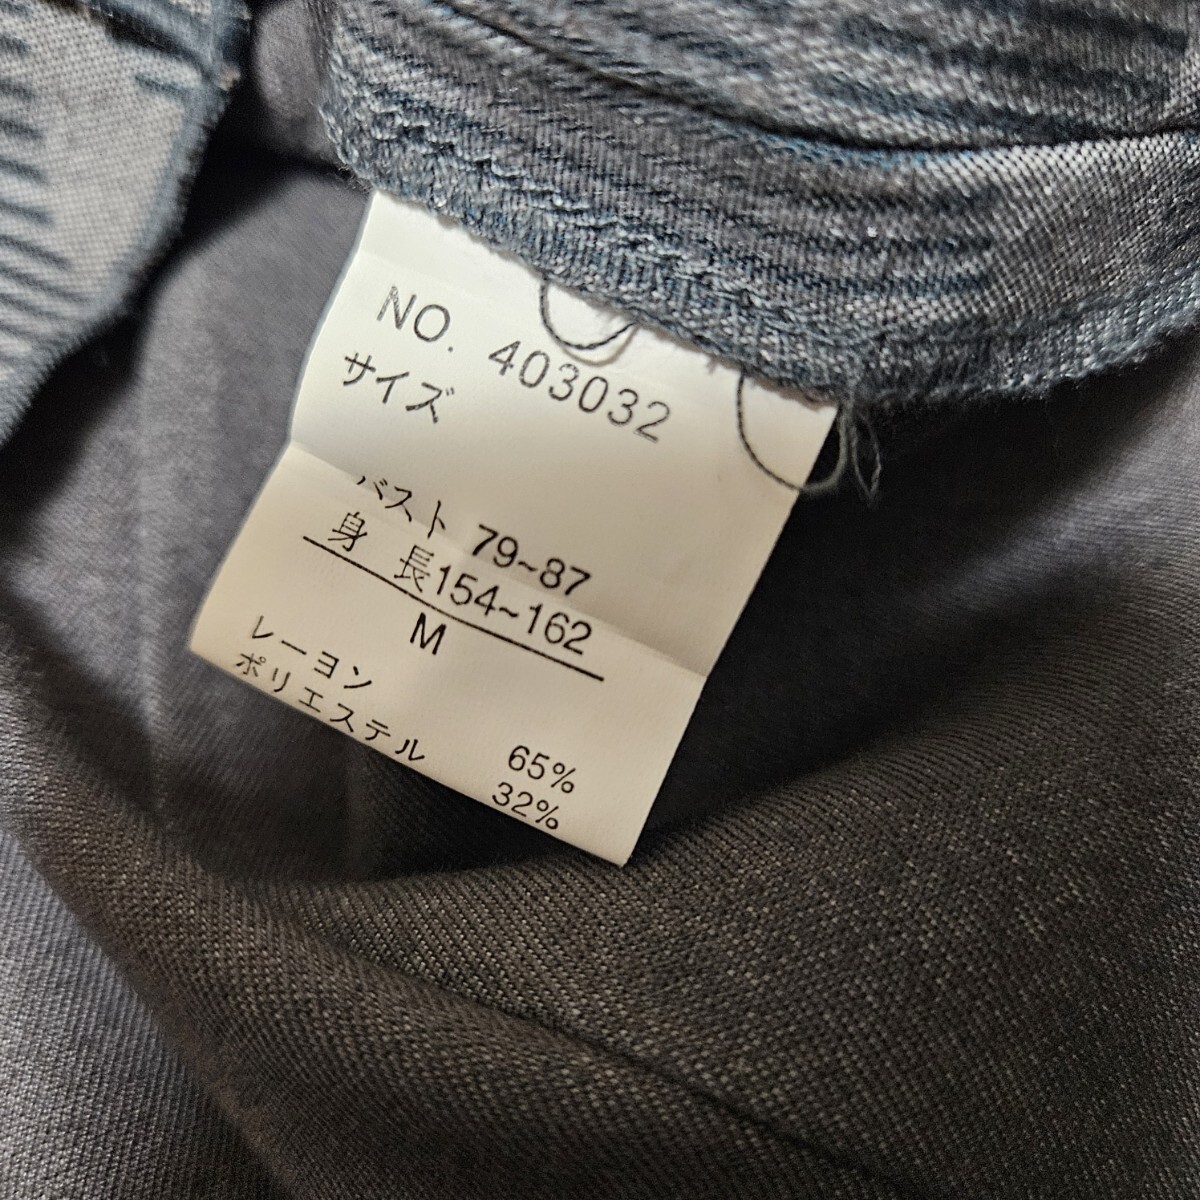 NO. 403032
サイズ
バスト 79~87
身 長154~162
M
レーヨン 65%
ポリエステル 32%